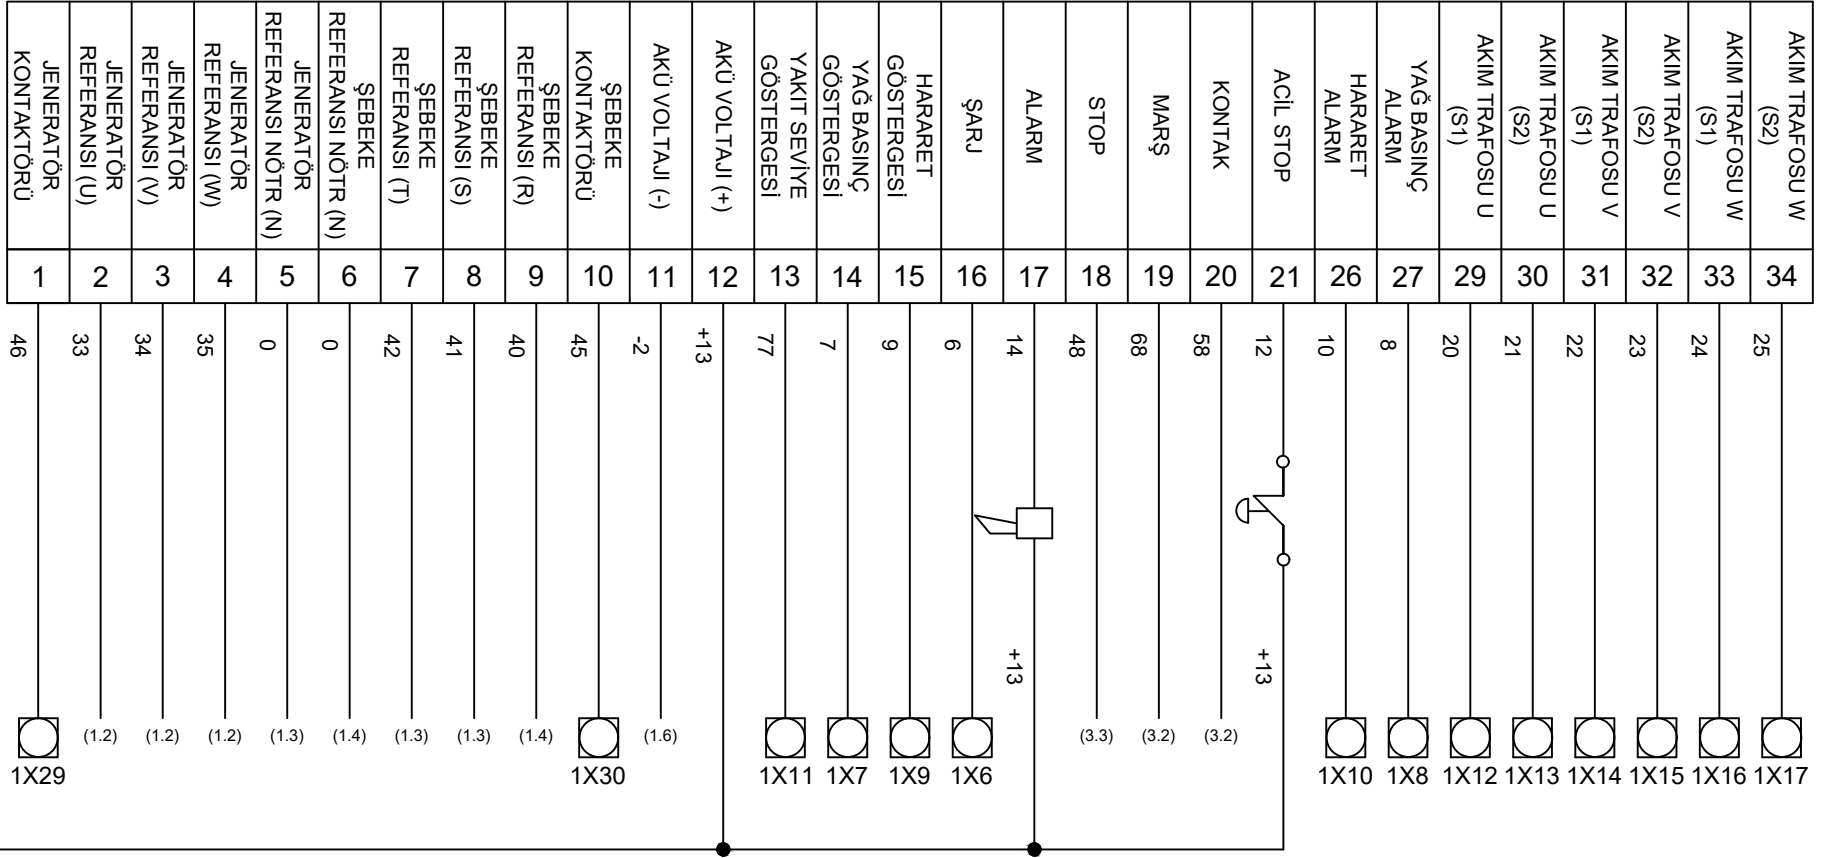 JENERATÖR
KONTAKTÖRÜ
JENERATÖR
REFERANSI (U)
JENERATÖR
REFERANSI (V)
JENERATÖR
REFERANSI (W)
JENERATÖR
REFERANSI NÖTR (N)
ŞEBEKE
REFERANSI NÖTR (N)
ŞEBEKE
REFERANSI (T)
ŞEBEKE
REFERANSI (S)
ŞEBEKE
REFERANSI (R)
ŞEBEKE
KONTAKTÖRÜ
AKÜ VOLTAJI (-)
AKÜ VOLTAJI (+)
YAKIT SEVİYE
GÖSTERGESİ
YAĞ BASINÇ
GÖSTERGESİ
HARARET
GÖSTERGESİ
ŞARJ
ALARM
STOP
MARŞ
KONTAK
ACİL STOP
HARARET
ALARM
YAĞ BASINÇ
ALARM
AKIM TRAFOSU U
(S1)
AKIM TRAFOSU U
(S2)
AKIM TRAFOSU V
(S1)
AKIM TRAFOSU V
(S2)
AKIM TRAFOSU W
(S1)
AKIM TRAFOSU W
(S2)
1 2 3 4 5 6 7 8 9 10 11 12 13 14 15 16 17 18 19 20 21 26 27 29 30 31 32 33 34
46 33 34 35 0 0 42 41 40 45 -2 +13 77 7 9 6 14 48 68 58 12 10 8 20 21 22 23 24 25
+13 +13
(1.2) (1.2) (1.2) (1.3) (1.4) (1.3) (1.3) (1.4) (1.6) (3.3) (3.2) (3.2)
1X29 1X30 1X11 1X7 1X9 1X6 1X10 1X8 1X12 1X13 1X14 1X15 1X16 1X17